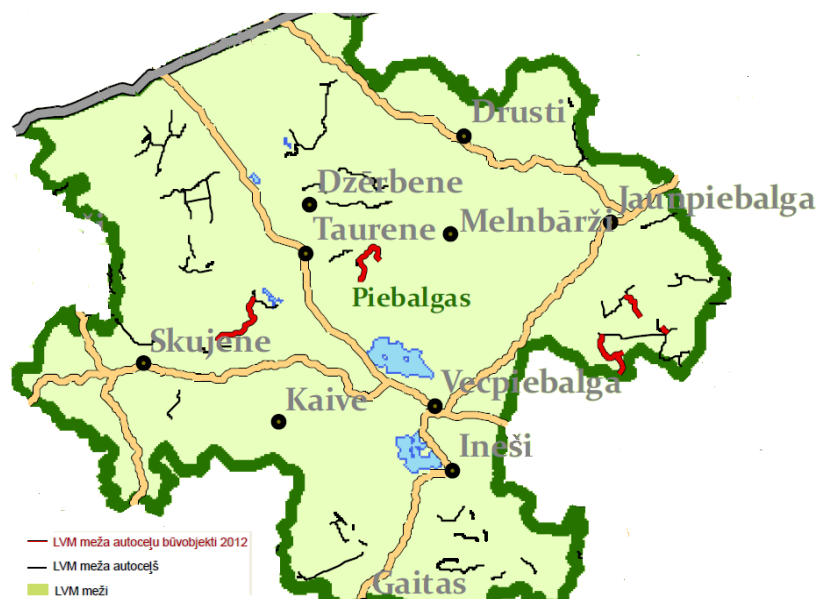 Drusti
Dzērbene
Jaunpiebalga
Taurene
Melnbārži
Piebalgas
Skujene
Vecpiebalga
Kaive
Ineši
LVM meža autoceļu būvobjekti 2012
LVM meža autoceļš
LVM meži
Gaitas